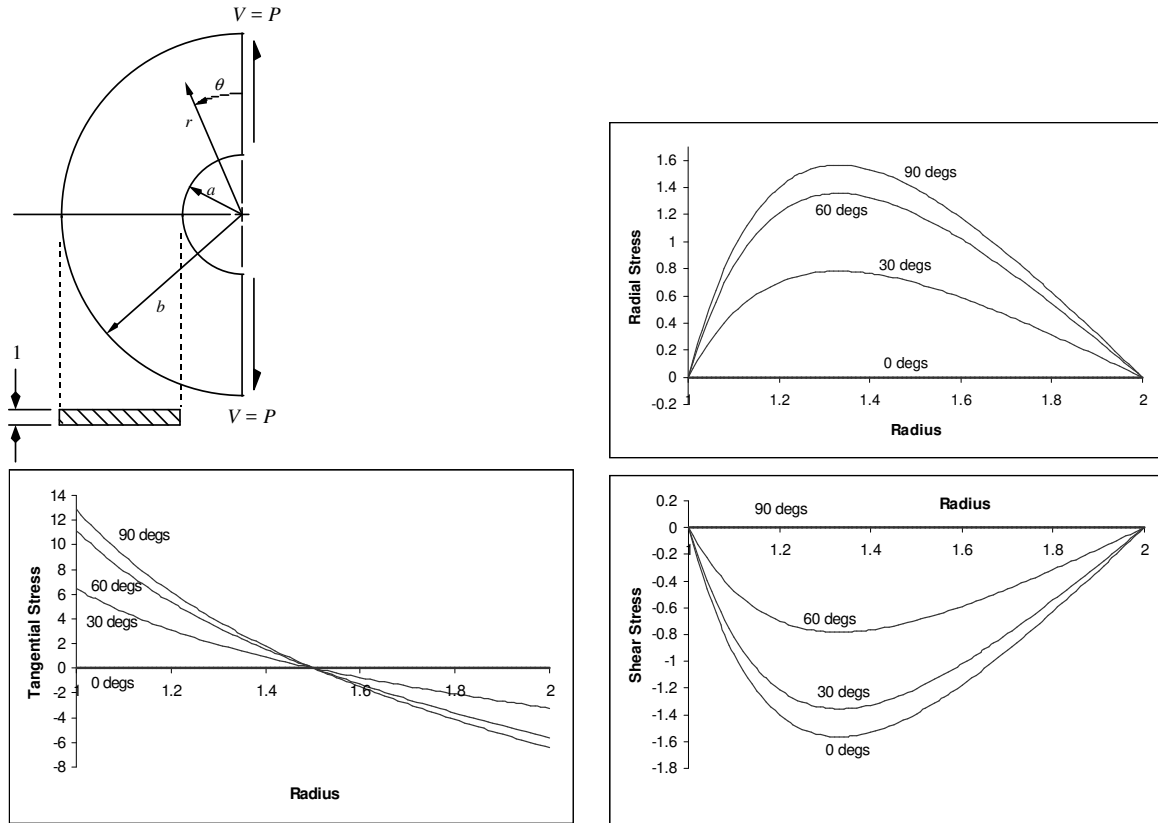 V = P
θ
r
a
b
1
V = P
1.6
1.4
1.2
1
0.8
0.6
0.4
0.2
0
-0.2
Radial Stress
90 degs
60 degs
30 degs
0 degs
1 1.2 1.4 1.6 1.8 2
Radius
14
12
10
8
6
4
2
0
-2
-4
-6
-8
Tangential Stress
90 degs
60 degs
30 degs
0 degs
1 1.2 1.4 1.6 1.8 2
Radius
0.2
0
-0.2
-0.4
-0.6
-0.8
-1
-1.2
-1.4
-1.6
-1.8
Shear Stress
Radius
90 degs
1 1.2 1.4 1.6 1.8 2
60 degs
30 degs
0 degs